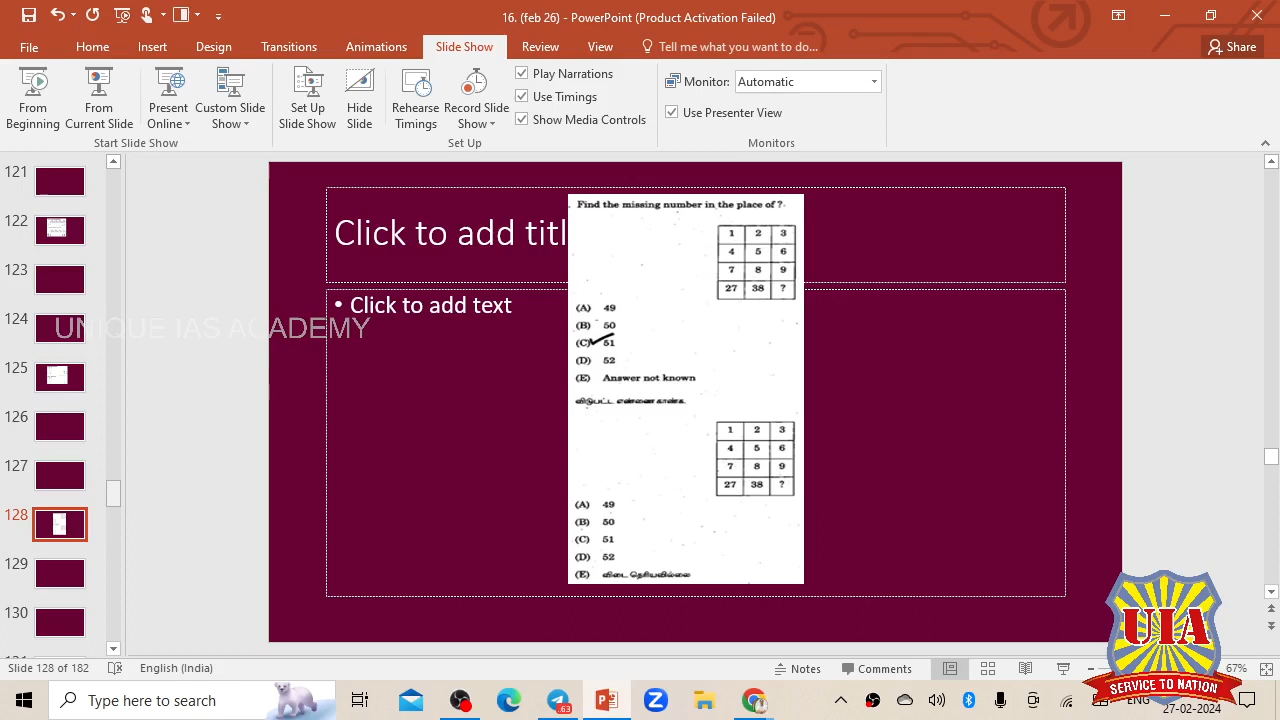 16. (feb 26) - PowerPoint (Product Activation Failed)
File Home Insert Design Transitions Animations Slide Show Review View Tell me what you want to do... Share
From Beginning
From Current Slide
Present Online
Custom Slide Show
Set Up Slide Show
Hide Slide
Rehearse Timings
Record Slide Show
Play Narrations
Use Timings
Show Media Controls
Monitor: Automatic
Use Presenter View
Start Slide Show
Set Up
Monitors
121
122
123
124
125
126
127
128
129
130
Click to add titl
• Click to add text
UNIQUE IAS ACADEMY
Find the missing number in the place of ?
1 2 3
4 5 6
7 8 9
27 38 ?
(A) 49
(B) 50
(C) 51
(D) 52
(E) Answer not known
விடுபட்ட எண்ணை காண்க.
1 2 3
4 5 6
7 8 9
27 38 ?
(A) 49
(B) 50
(C) 51
(D) 52
(E) விடை தெரியவில்லை
UIA
SERVICE TO NATION
Slide 128 of 182 English (India) Notes Comments 67%
Type here to search
.63
ENG
27-02-2024